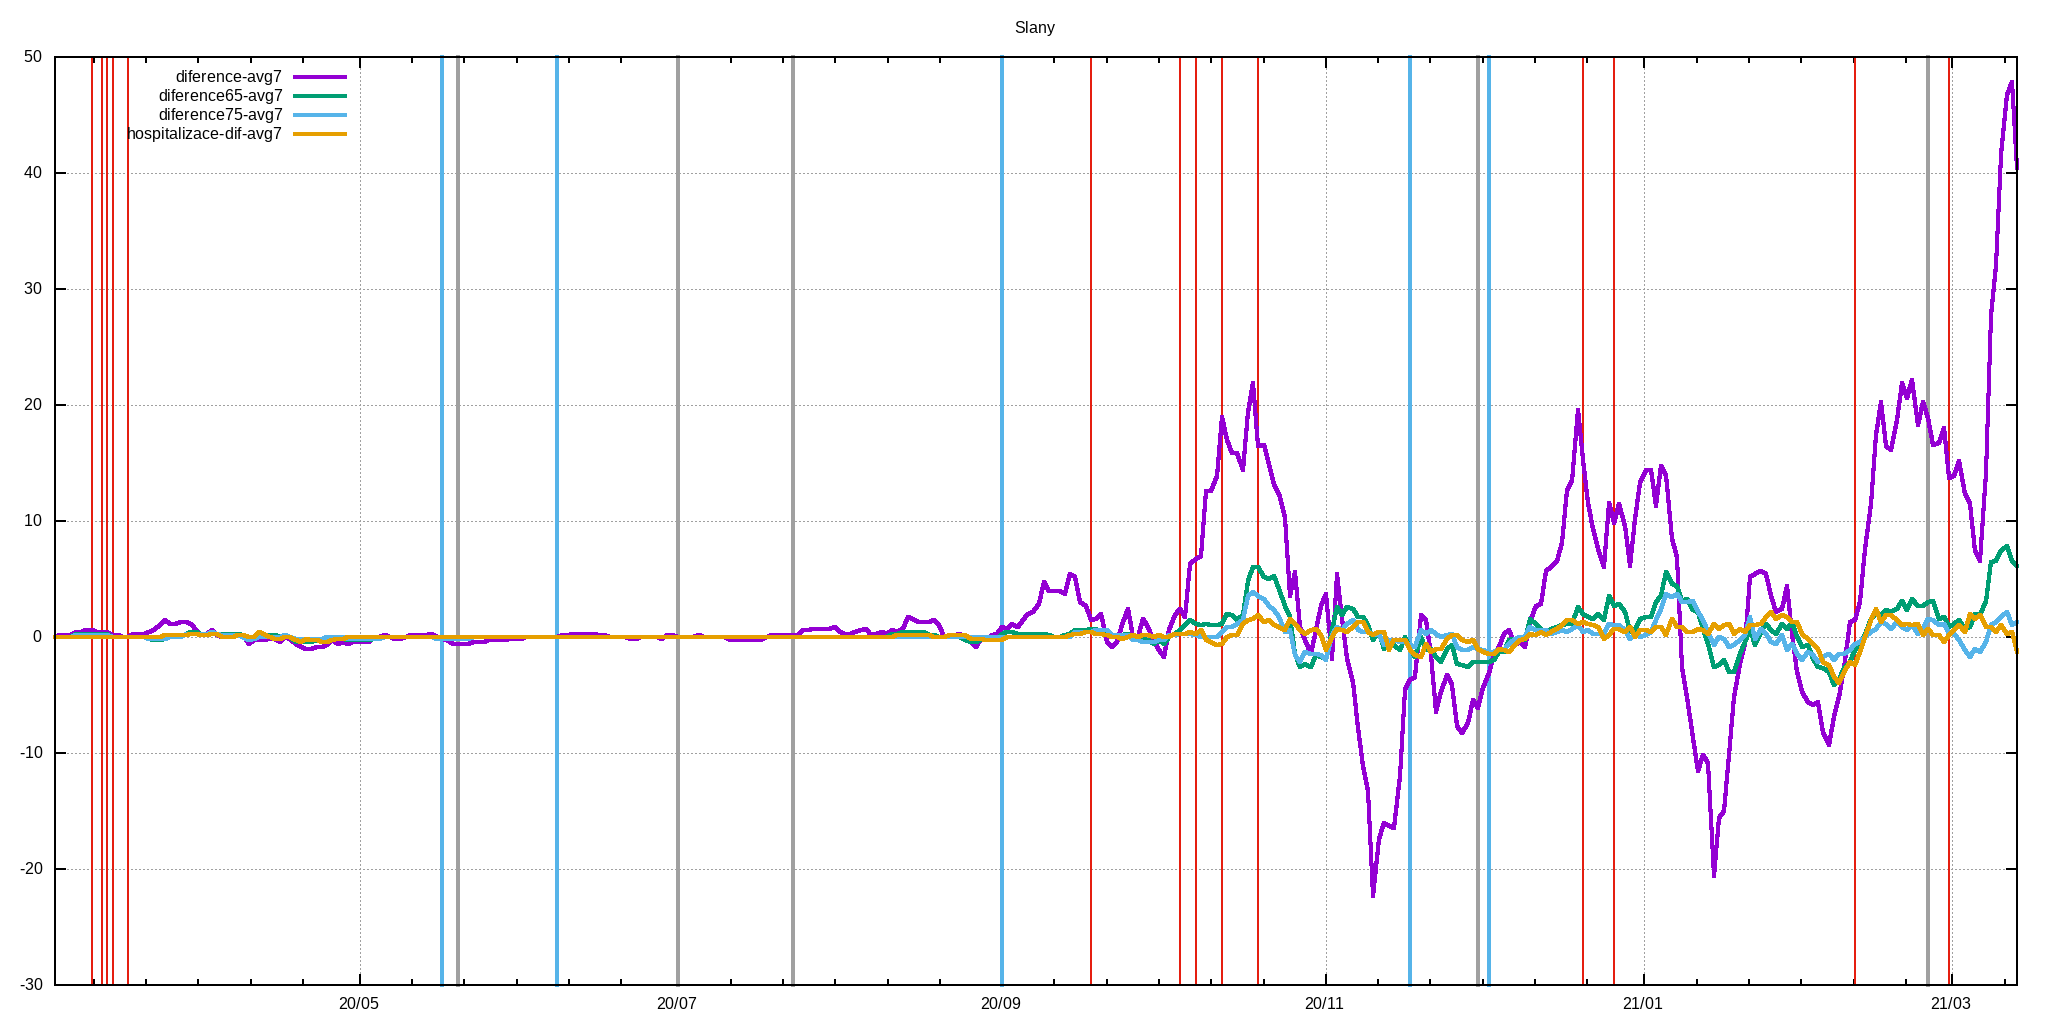 Slany
50
diference-avg7
diference65-avg7
diference75-avg7
hospitalizace-dif-avg7
40
30
20
10
0
-10
-20
-30
20/05 20/07 20/09 20/11 21/01 21/03